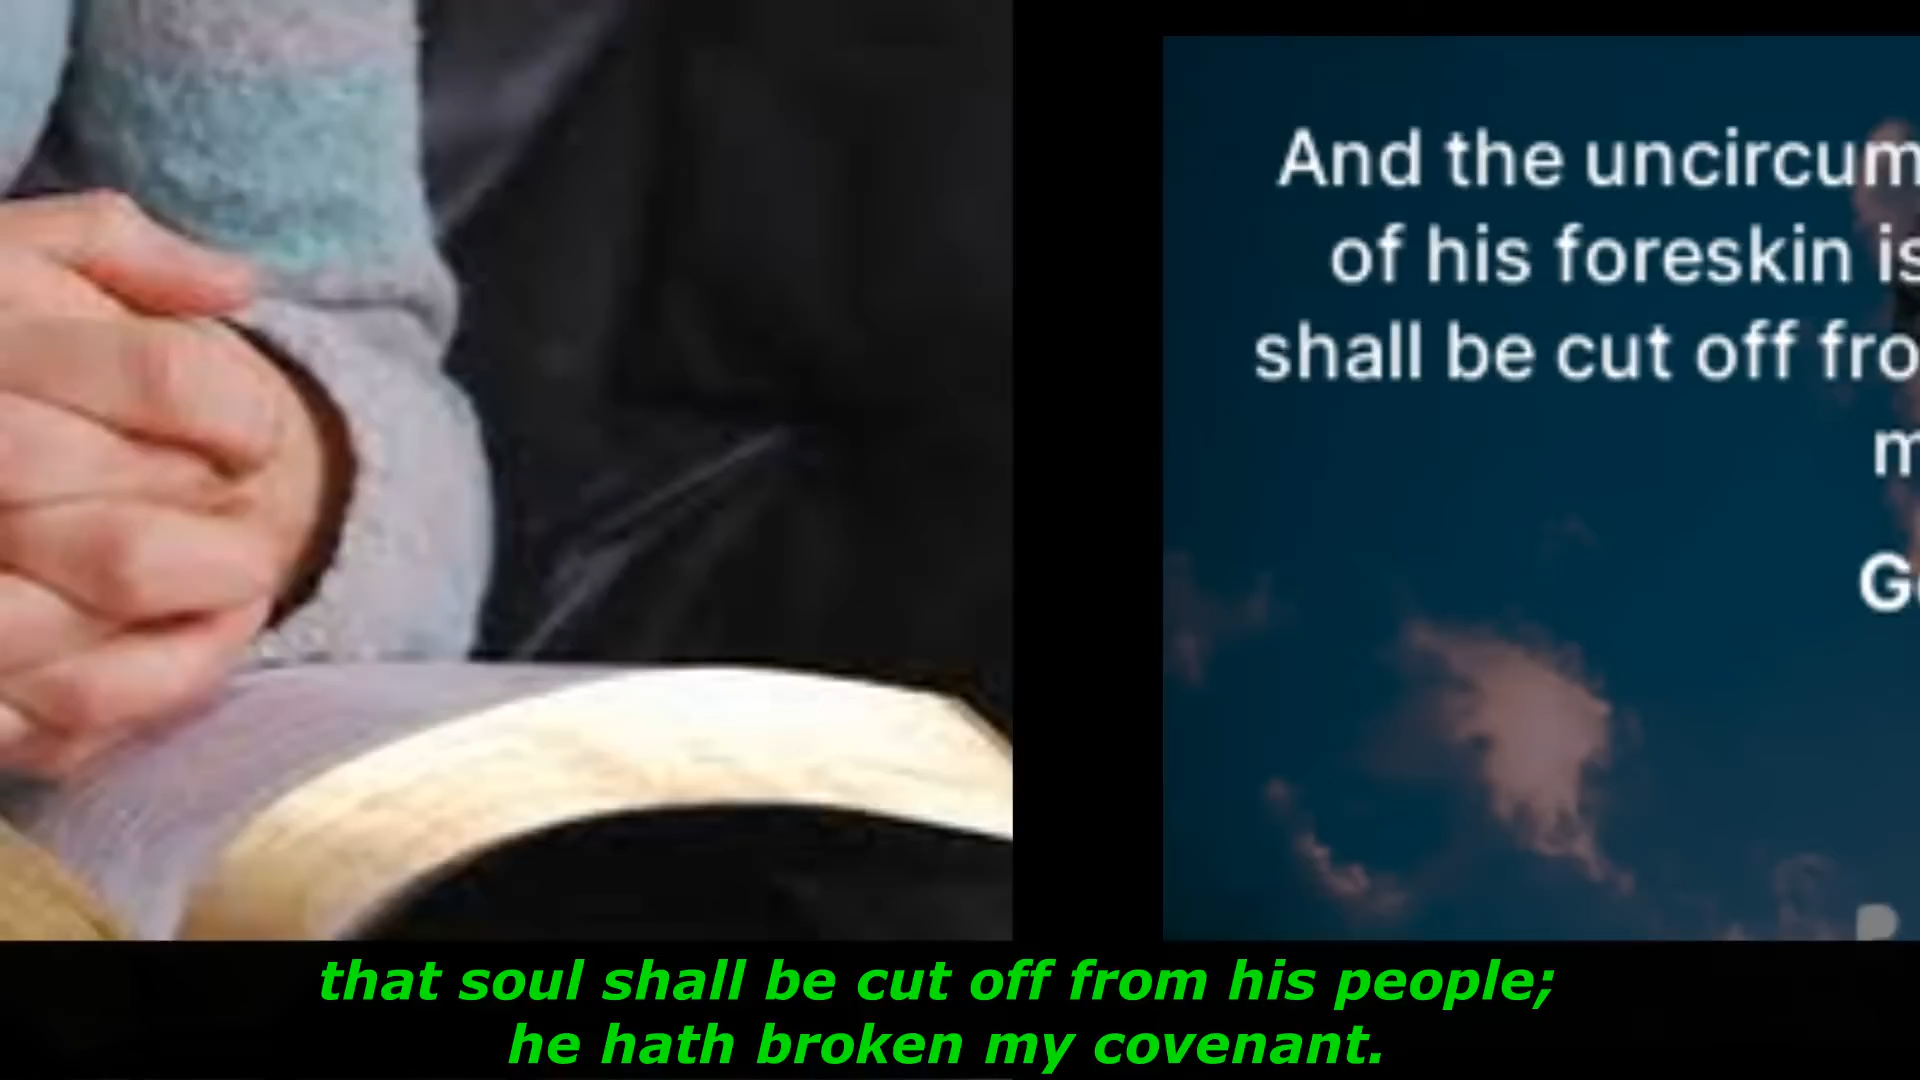 And the uncircum
of his foreskin is
shall be cut off fro
m
G
that soul shall be cut off from his people;
he hath broken my covenant.